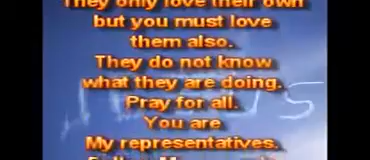 They only love their own
but you must love
them also.
They do not know
what they are doing.
Pray for all.
You are
My representatives.